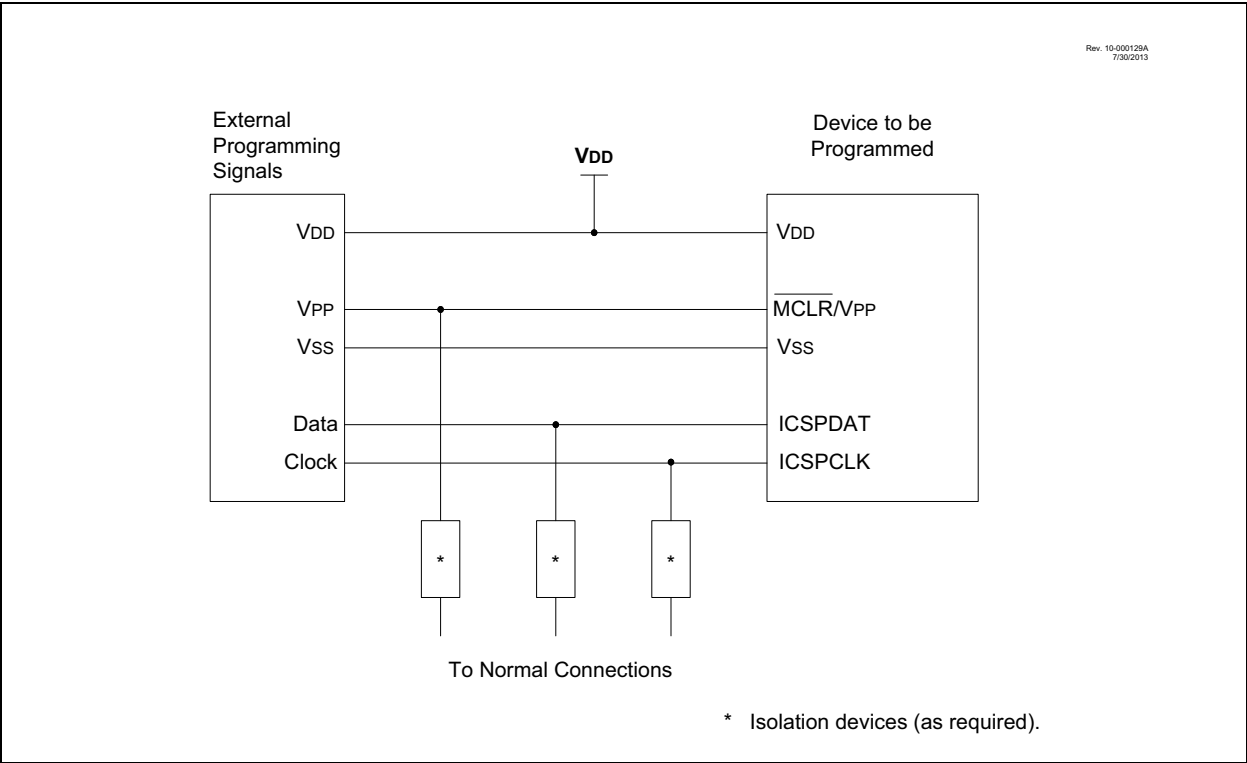 Rev. 10-000129A
7/30/2013
External
Programming
Signals
VDD
Device to be
Programmed
VDD
VPP
VSS
Data
Clock
VDD
MCLR/VPP
VSS
ICSPDAT
ICSPCLK
*
*
*
To Normal Connections
* Isolation devices (as required).